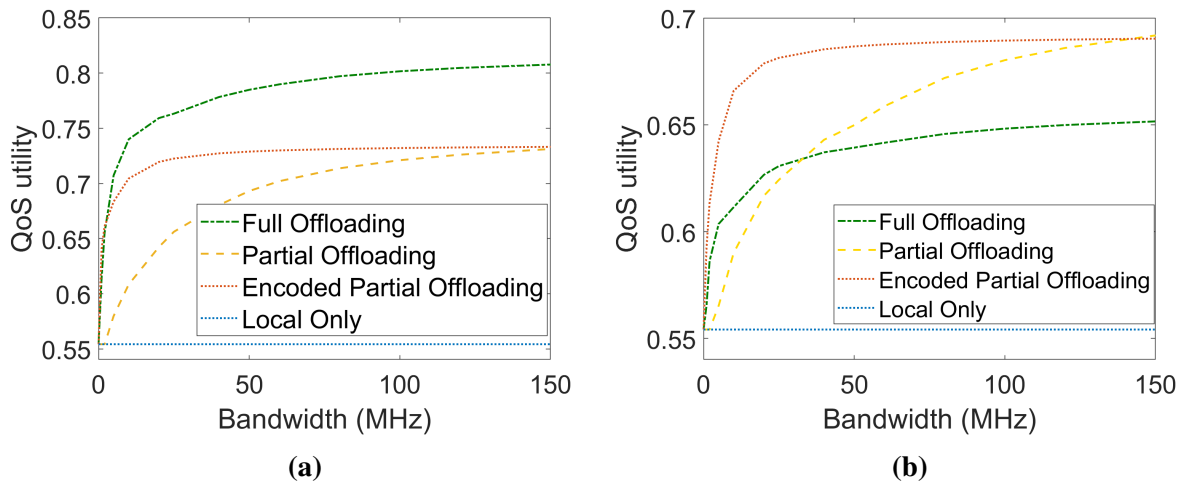 0.85
0.8
0.75
0.7
0.65
0.6
0.55
QoS utility
Full Offloading
Partial Offloading
Encoded Partial Offloading
Local Only
0
50
100
150
Bandwidth (MHz)
(a)
0.7
0.65
0.6
0.55
QoS utility
Full Offloading
Partial Offloading
Encoded Partial Offloading
Local Only
0
50
100
150
Bandwidth (MHz)
(b)